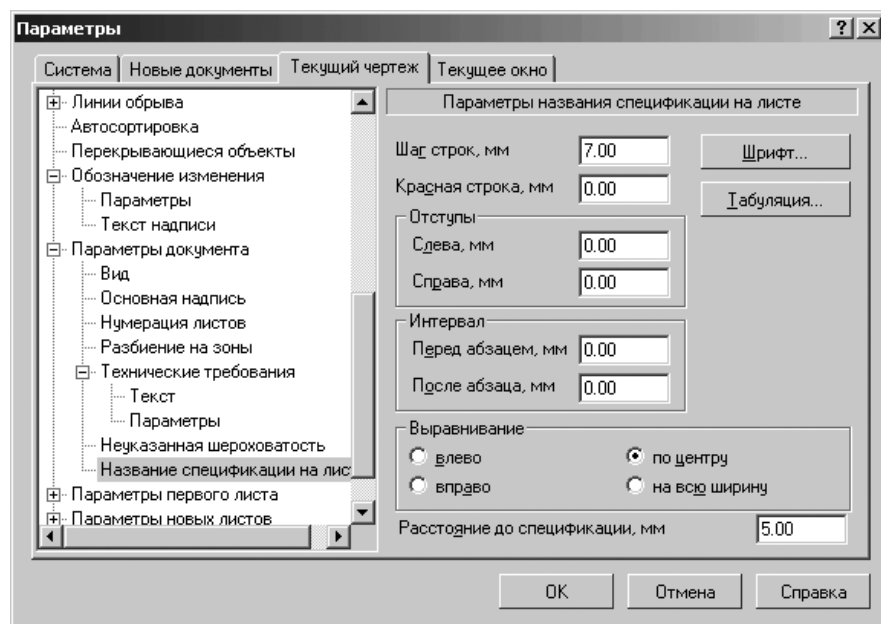 Параметры
Система
Новые документы
Текущий чертеж
Текущее окно
Линии обрыва
Автосортировка
Перекрывающиеся объекты
Обозначение изменения
Параметры
Текст надписи
Параметры документа
Вид
Основная надпись
Нумерация листов
Разбиение на зоны
Технические требования
Текст
Параметры
Неуказанная шероховатость
Название спецификации на лис
Параметры первого листа
Параметры новых листов
Параметры названия спецификации на листе
Шаг строк, мм 7.00
Шрифт...
Красная строка, мм 0.00
Табуляция...
Отступы
Слева, мм 0.00
Справа, мм 0.00
Интервал
Перед абзацем, мм 0.00
После абзаца, мм 0.00
Выравнивание
влево
по центру
вправо
на всю ширину
Расстояние до спецификации, мм 5.00
OK
Отмена
Справка